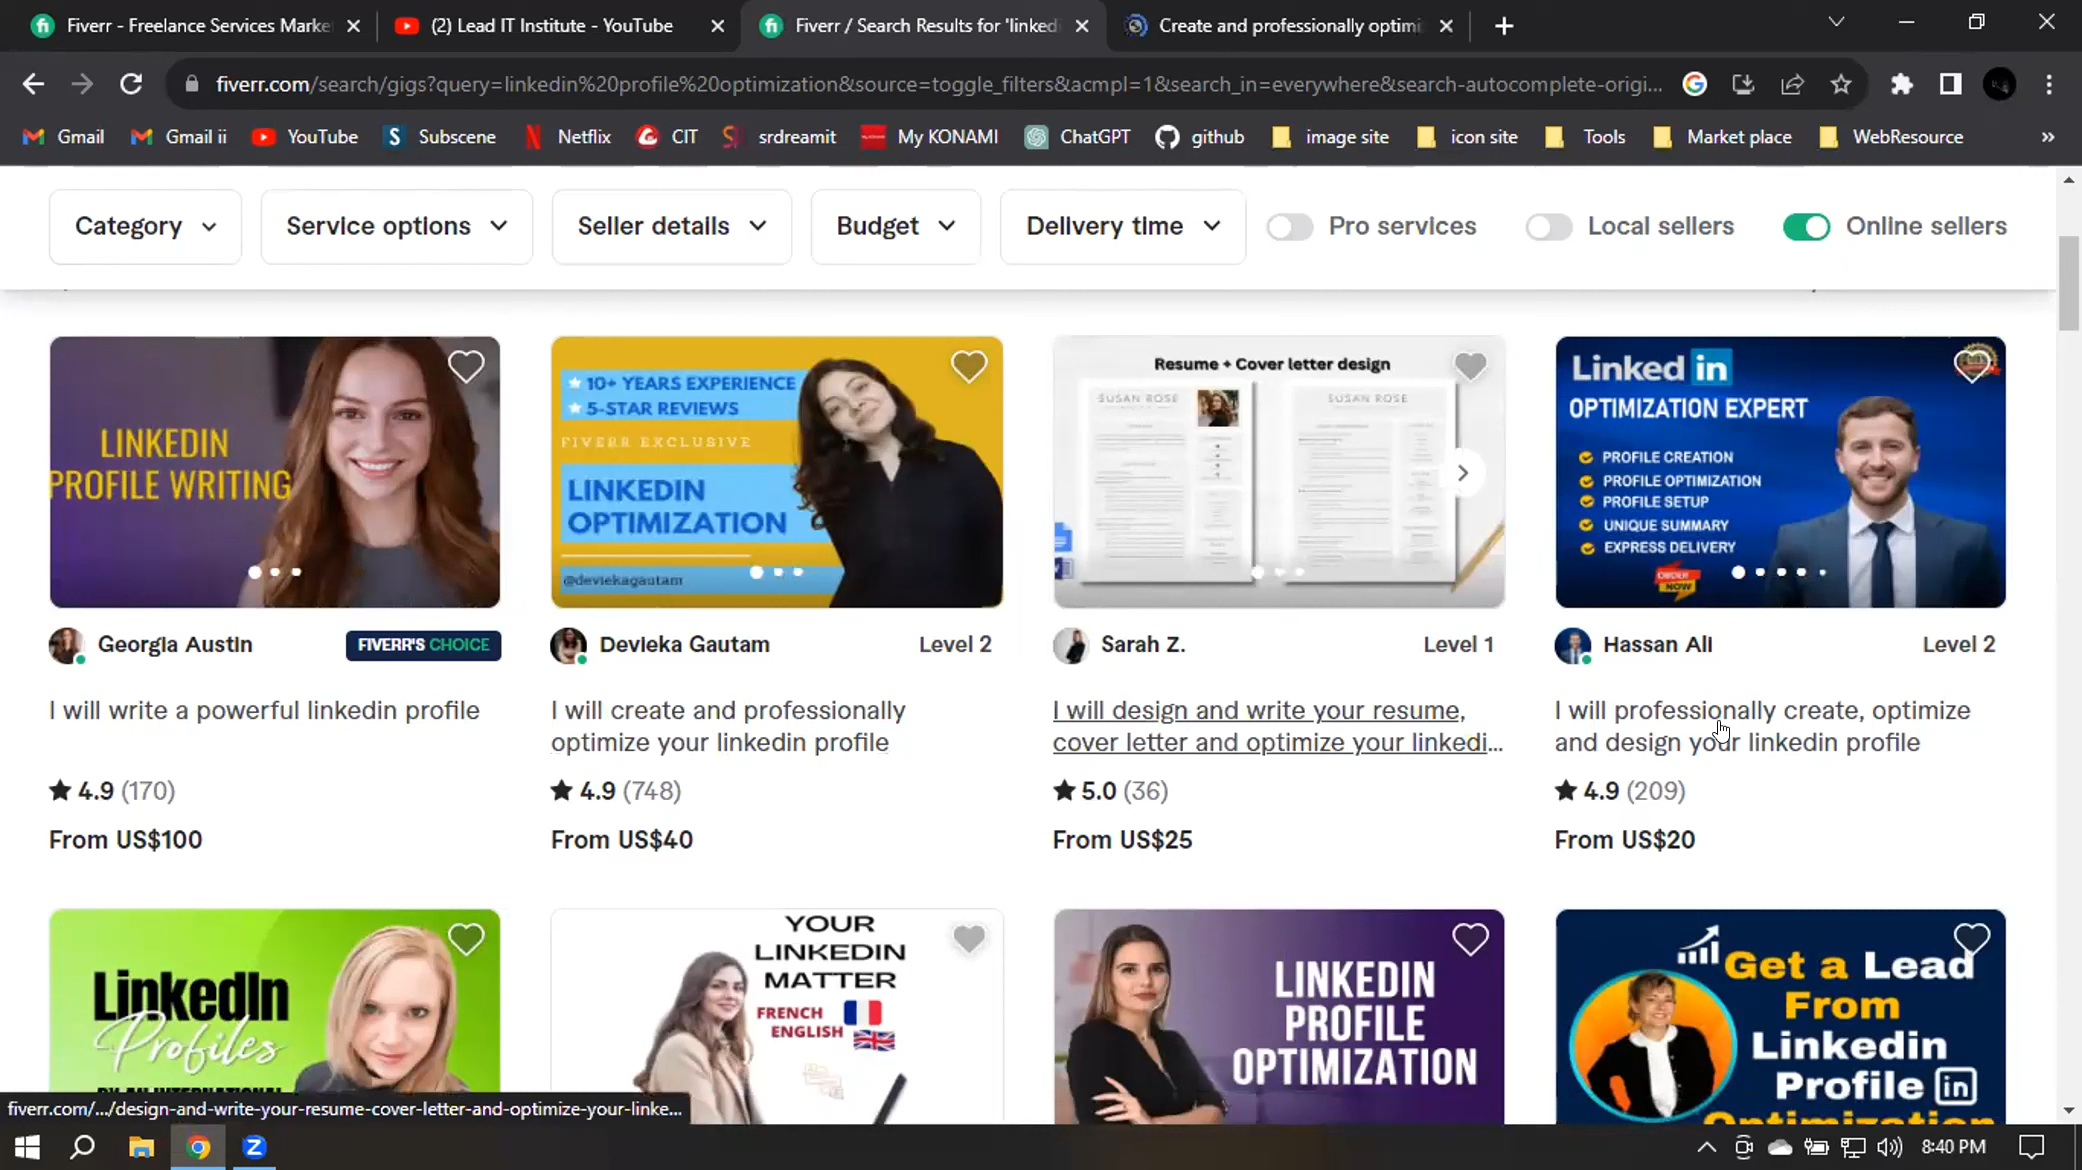 Fiverr - Freelance Services Marke
(2) Lead IT Institute - YouTube
Fiverr / Search Results for 'linkedi
Create and professionally optimi
fiverr.com/search/gigs?query=linkedin%20profile%20optimization&source=toggle_filters&acmpl=1&search_in=everywhere&search-autocomplete-origi...
Gmail
Gmail ii
YouTube
Subscene
Netflix
CIT
srdreamit
My KONAMI
ChatGPT
github
image site
icon site
Tools
Market place
WebResource
»
Category
Service options
Seller details
Budget
Delivery time
Pro services
Local sellers
Online sellers
LINKEDIN
PROFILE WRITING
10+ YEARS EXPERIENCE
5-STAR REVIEWS
FIVERR EXCLUSIVE
LINKEDIN
OPTIMIZATION
@deviekagautam
Resume + Cover letter design
SUSAN ROSE
SUSAN ROSE
Linked in
OPTIMIZATION EXPERT
PROFILE CREATION
PROFILE OPTIMIZATION
PROFILE SETUP
UNIQUE SUMMARY
EXPRESS DELIVERY
ORDER
NOW
Georgia Austin
FIVERR'S CHOICE
Devieka Gautam
Level 2
Sarah Z.
Level 1
Hassan Ali
Level 2
I will write a powerful linkedin profile
I will create and professionally
optimize your linkedin profile
I will design and write your resume,
cover letter and optimize your linkedi...
I will professionally create, optimize
and design your linkedin profile
4.9 (170)
4.9 (748)
5.0 (36)
4.9 (209)
From US$100
From US$40
From US$25
From US$20
LinkedIn
Profiles
BY AN INTERNATIONAL
YOUR
LINKEDIN
MATTER
FRENCH
ENGLISH
LINKEDIN
PROFILE
OPTIMIZATION
Get a Lead
From
Linkedin
Profile in
Optimization
fiverr.com/.../design-and-write-your-resume-cover-letter-and-optimize-your-linke...
8:40 PM